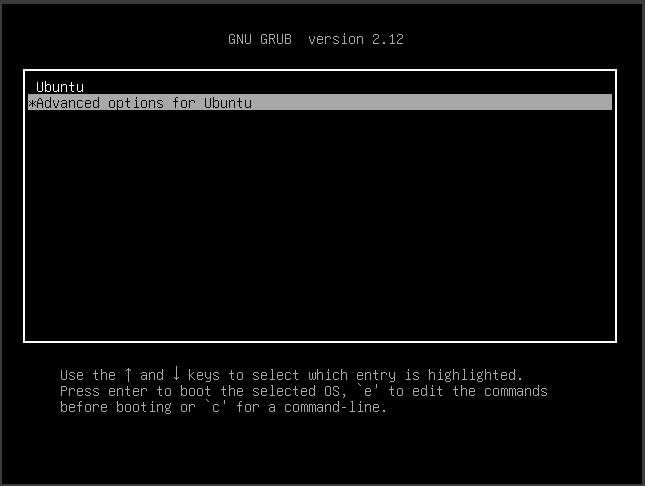 GNU GRUB  version 2.12
Ubuntu
*Advanced options for Ubuntu
Use the ↑ and ↓ keys to select which entry is highlighted.
Press enter to boot the selected OS, `e' to edit the commands
before booting or `c' for a command-line.